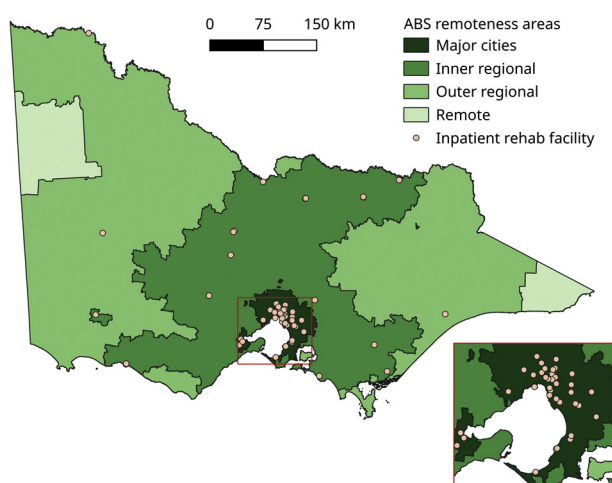 0 75 150 km
ABS remoteness areas
Major cities
Inner regional
Outer regional
Remote
Inpatient rehab facility